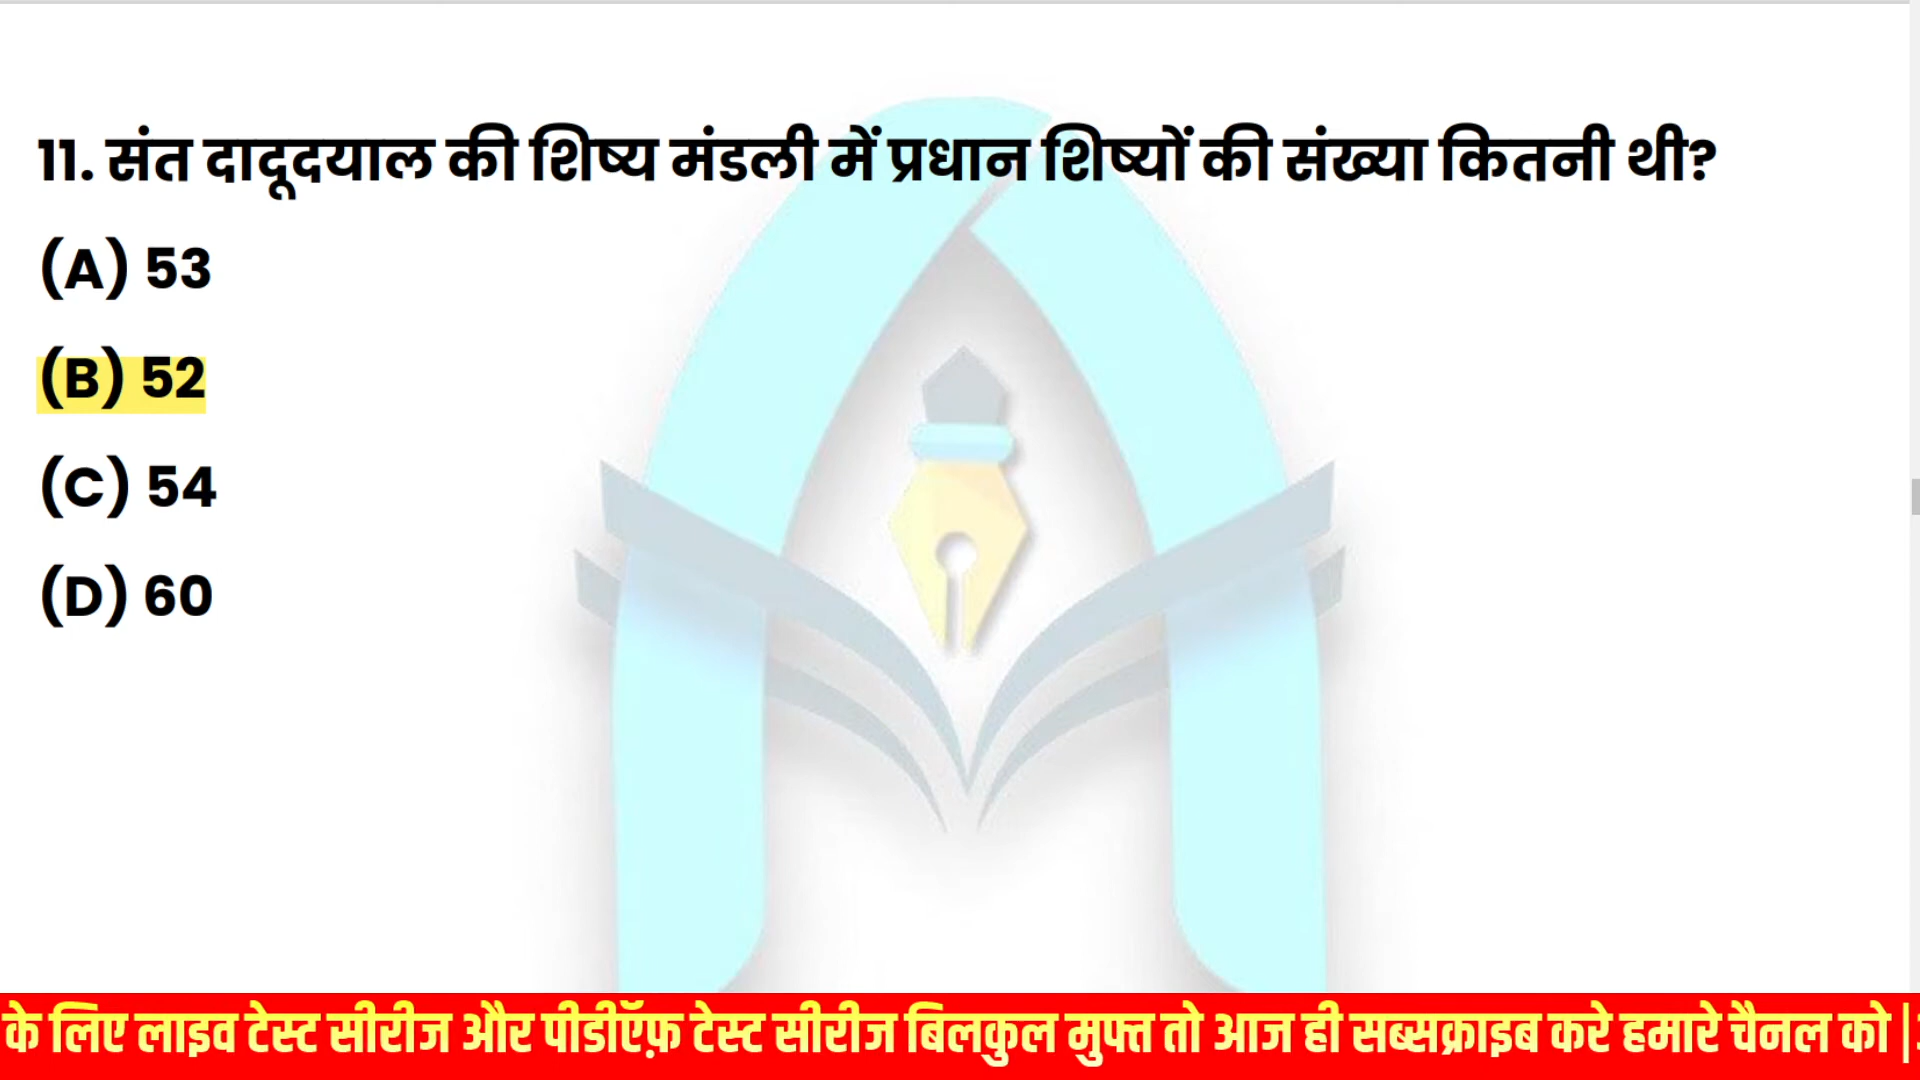 11. संत दादूदयाल की शिष्य मंडली में प्रधान शिष्यों की संख्या कितनी थी?
(A) 53
(B) 52
(C) 54
(D) 60
के लिए लाइव टेस्ट सीरीज और पीडीऍफ़ टेस्ट सीरीज बिलकुल मुफ्त तो आज ही सब्सक्राइब करे हमारे चैनल को |